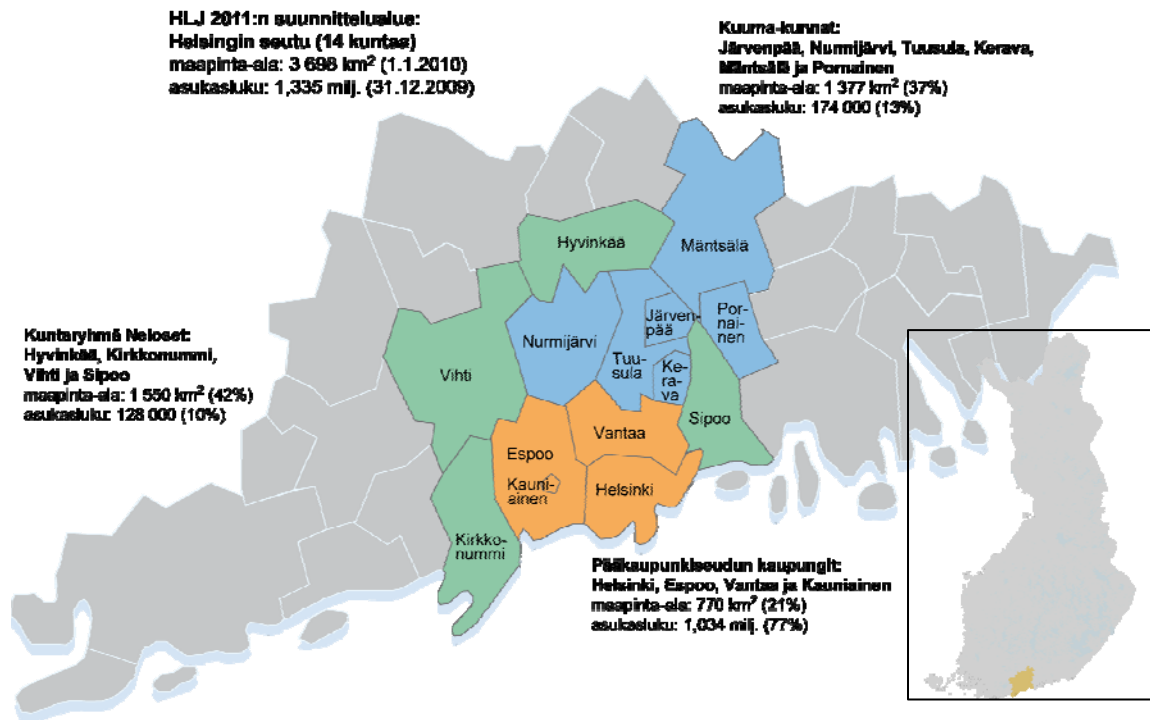 HLJ 2011:n suunnittelualue:
Helsingin seutu (14 kuntaa)
maapinta-ala: 3 698 km² (1.1.2010)
asukasluku: 1,335 milj. (31.12.2009)
Kuuma-kunnat:
Järvenpää, Nurmijärvi, Tuusula, Kerava,
Mäntsälä ja Pornainen
maapinta-ala: 1 377 km² (37%)
asukasluku: 174 000 (13%)
Hyvinkää
Mäntsälä
Järven-
pää
Por-
nainen
Nurmijärvi
Tuu-
sula
Ke-
rava
Vihti
Sipoo
Kuntaryhmä Neloset:
Hyvinkää, Kirkkonummi,
Vihti ja Sipoo
maapinta-ala: 1 550 km² (42%)
asukasluku: 128 000 (10%)
Vantaa
Espoo
Kauni-
ainen
Helsinki
Kirkko-
nummi
Pääkaupunkiseudun kaupungit:
Helsinki, Espoo, Vantaa ja Kauniainen
maapinta-ala: 770 km² (21%)
asukasluku: 1,034 milj. (77%)